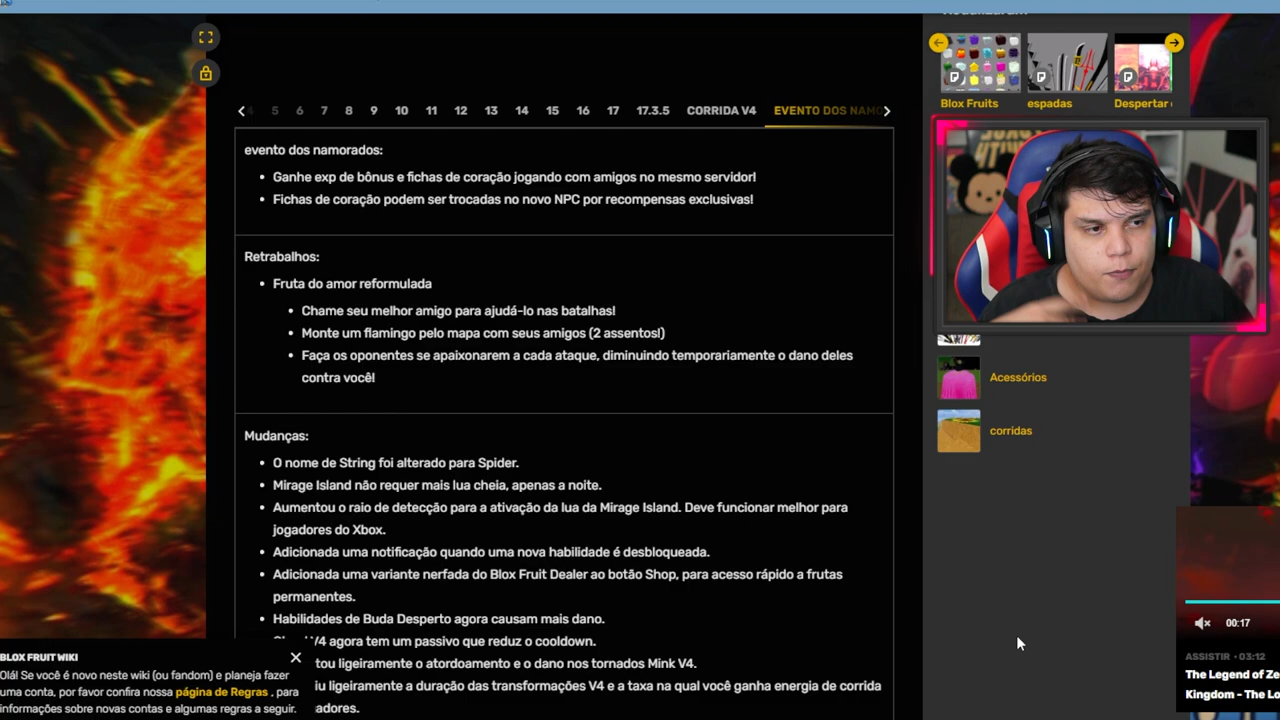 5 6 7 8 9 10 11 12 13 14 15 16 17 17.3.5 CORRIDA V4 EVENTO DOS NAMO
evento dos namorados:
Ganhe exp de bônus e fichas de coração jogando com amigos no mesmo servidor!
Fichas de coração podem ser trocadas no novo NPC por recompensas exclusivas!
Retrabalhos:
Fruta do amor reformulada
Chame seu melhor amigo para ajudá-lo nas batalhas!
Monte um flamingo pelo mapa com seus amigos (2 assentos!)
Faça os oponentes se apaixonarem a cada ataque, diminuindo temporariamente o dano deles
contra você!
Mudanças:
O nome de String foi alterado para Spider.
Mirage Island não requer mais lua cheia, apenas a noite.
Aumentou o raio de detecção para a ativação da lua da Mirage Island. Deve funcionar melhor para
jogadores do Xbox.
Adicionada uma notificação quando uma nova habilidade é desbloqueada.
Adicionada uma variante nerfada do Blox Fruit Dealer ao botão Shop, para acesso rápido a frutas
permanentes.
Habilidades de Buda Desperto agora causam mais dano.
V4 agora tem um passivo que reduz o cooldown.
tou ligeiramente o atordoamento e o dano nos tornados Mink V4.
iu ligeiramente a duração das transformações V4 e a taxa na qual você ganha energia de corrida
adores.
BLOX FRUIT WIKI
Olá! Se você é novo neste wiki (ou fandom) e planeja fazer
uma conta, por favor confira nossa página de Regras , para
informações sobre novas contas e algumas regras a seguir.
Blox Fruits
espadas
Despertar
Acessórios
corridas
00:17
ASSISTIR • 03:12
The Legend of Ze
Kingdom - The Lo